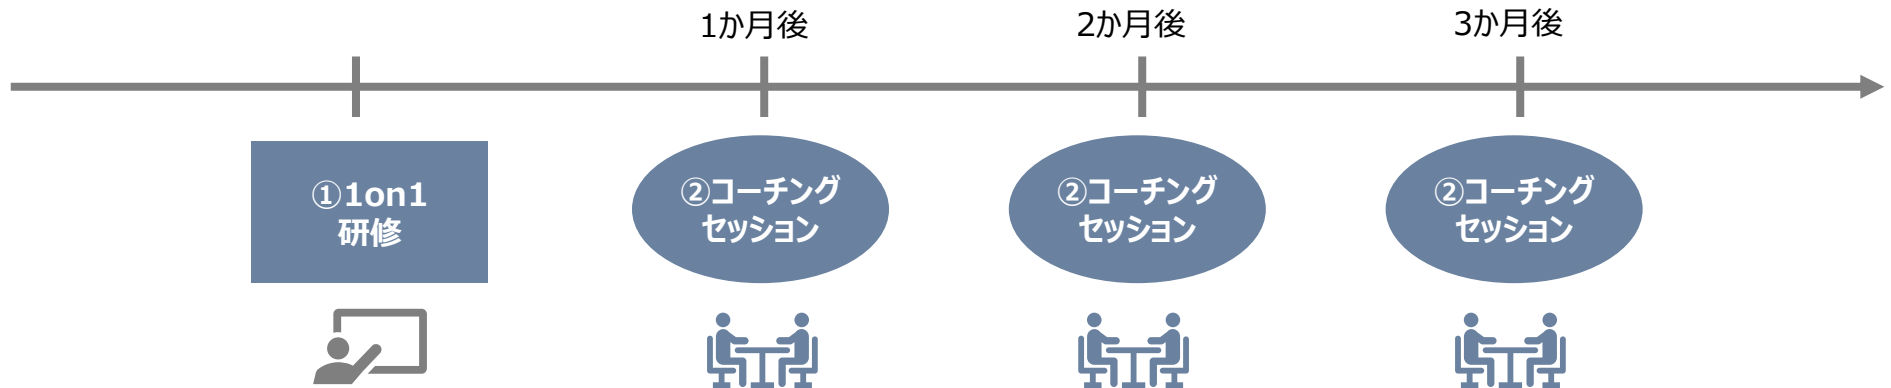 1か月後
2か月後
3か月後
①1on1
研修
②コーチング
セッション
②コーチング
セッション
②コーチング
セッション